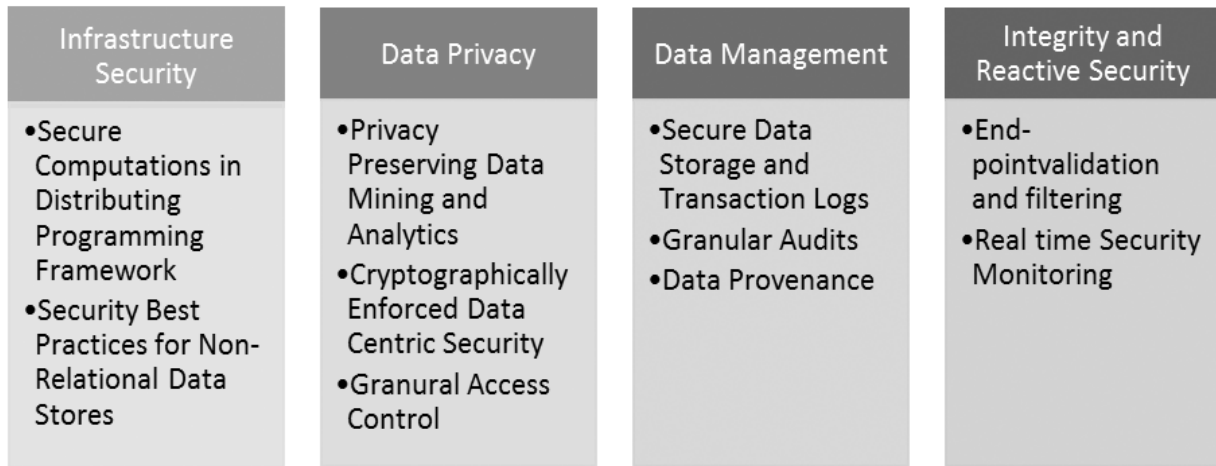 Infrastructure
Security
•Secure
Computations in
Distributing
Programming
Framework
•Security Best
Practices for Non-
Relational Data
Stores
Data Privacy
•Privacy
Preserving Data
Mining and
Analytics
•Cryptographically
Enforced Data
Centric Security
•Granural Access
Control
Data Management
•Secure Data
Storage and
Transaction Logs
•Granular Audits
•Data Provenance
Integrity and
Reactive Security
•End-
pointvalidation
and filtering
•Real time Security
Monitoring